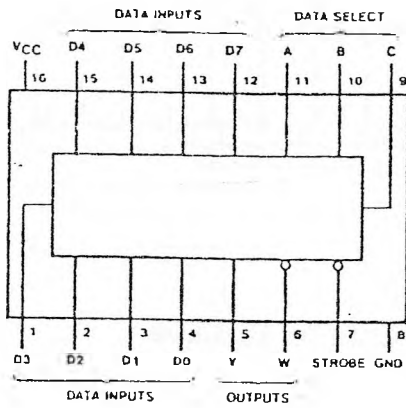 DATA INPUTS DATA SELECT
VCC D4 D5 D6 D7 A B C
16 15 14 13 12 11 10 9
1 2 3 4 5 6 7 8
D3 D2 D1 D0 Y W STROBE GND
DATA INPUTS OUTPUTS